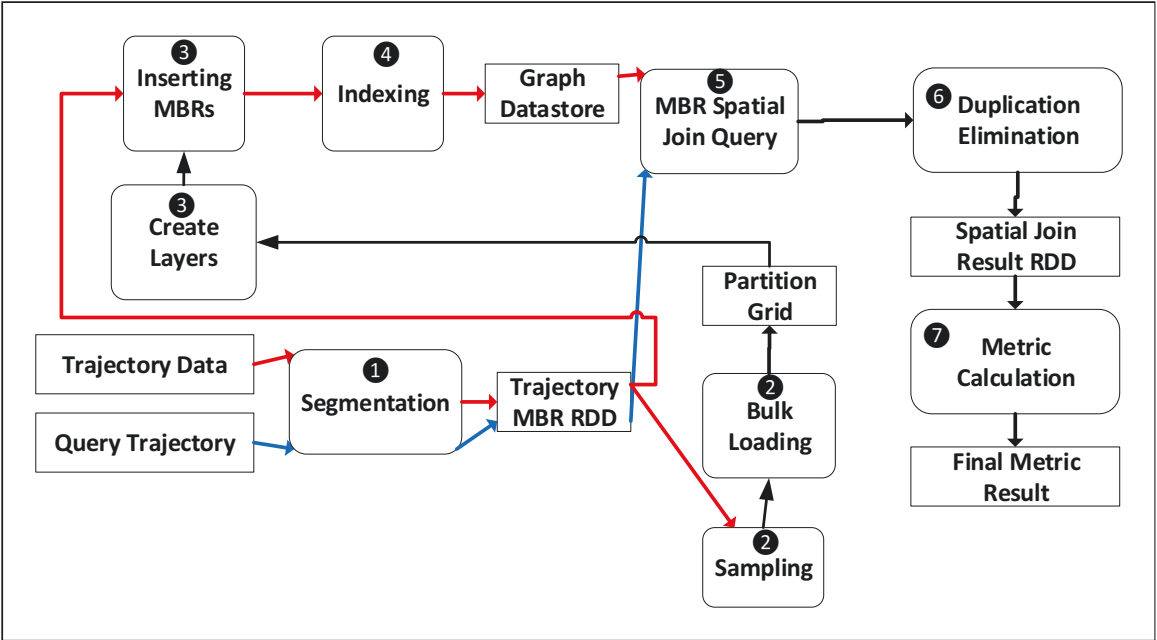 3
Inserting
MBRs
4
Indexing
Graph
Datastore
5
MBR Spatial
Join Query
6
Duplication
Elimination
3
Create
Layers
Spatial Join
Result RDD
Partition
Grid
Trajectory Data
1
Segmentation
Trajectory
MBR RDD
2
Bulk
Loading
7
Metric
Calculation
Query Trajectory
Final Metric
Result
2
Sampling